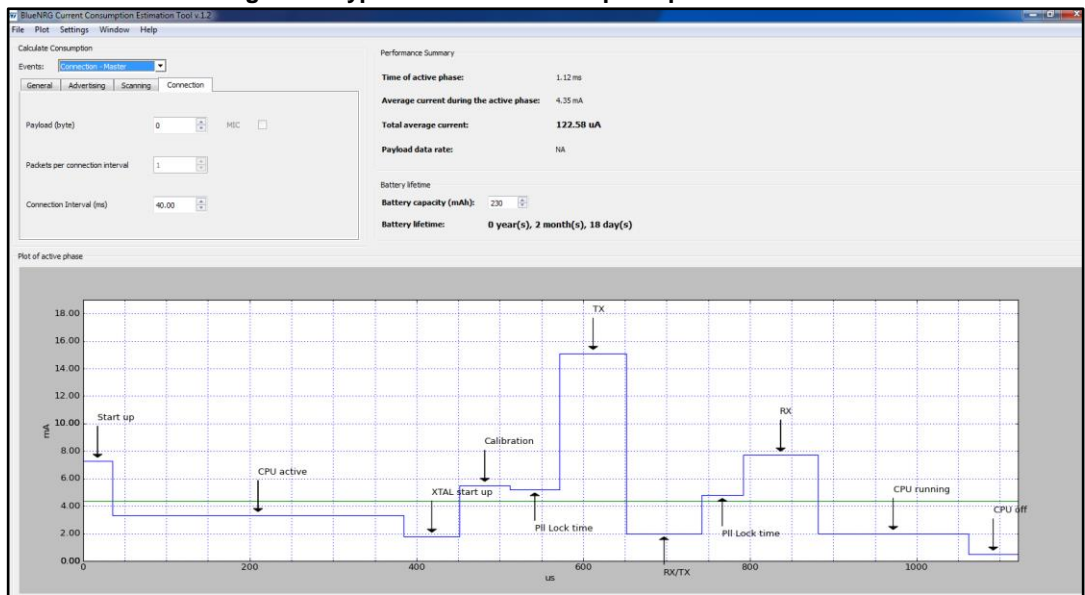 BlueNRG Current Consumption Estimation Tool v.1.2
File Plot Settings Window Help
Calculate Consumption
Events: Connection - Master
General Advertising Scanning Connection
Payload (byte) 0 MIC
Packets per connection interval 1
Connection Interval (ms) 40.00
Performance Summary
Time of active phase: 1.12 ms
Average current during the active phase: 4.35 mA
Total average current: 122.58 uA
Payload data rate: NA
Battery lifetime
Battery capacity (mAh): 230
Battery lifetime: 0 year(s), 2 month(s), 18 day(s)
Plot of active phase
18.00
16.00
14.00
12.00
10.00
8.00
6.00
4.00
2.00
0.00
mA
Start up
CPU active
XTAL start up
Calibration
Pll Lock time
TX
RX/TX
Pll Lock time
RX
CPU running
CPU off
0 200 400 600 800 1000
us